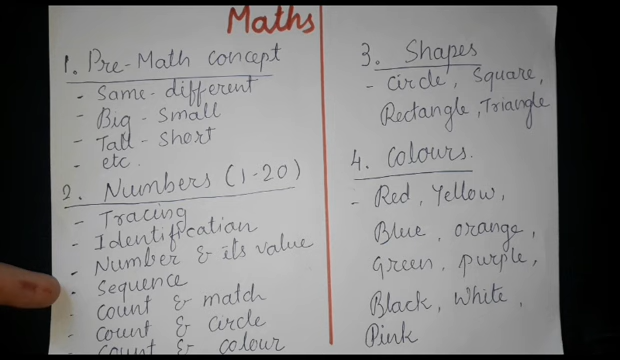 Maths
1. Pre-Math concept
- Same - different
- Big - Small
- Tall - Short
- etc.
2. Numbers (1-20)
- Tracing
- Identification
- Number & its value
- Sequence
- Count & match
- Count & circle
- Count & colour
3. Shapes
- Circle, Square,
Rectangle, Triangle
4. Colours.
- Red, Yellow,
Blue, orange,
Green, purple,
Black, White,
Pink